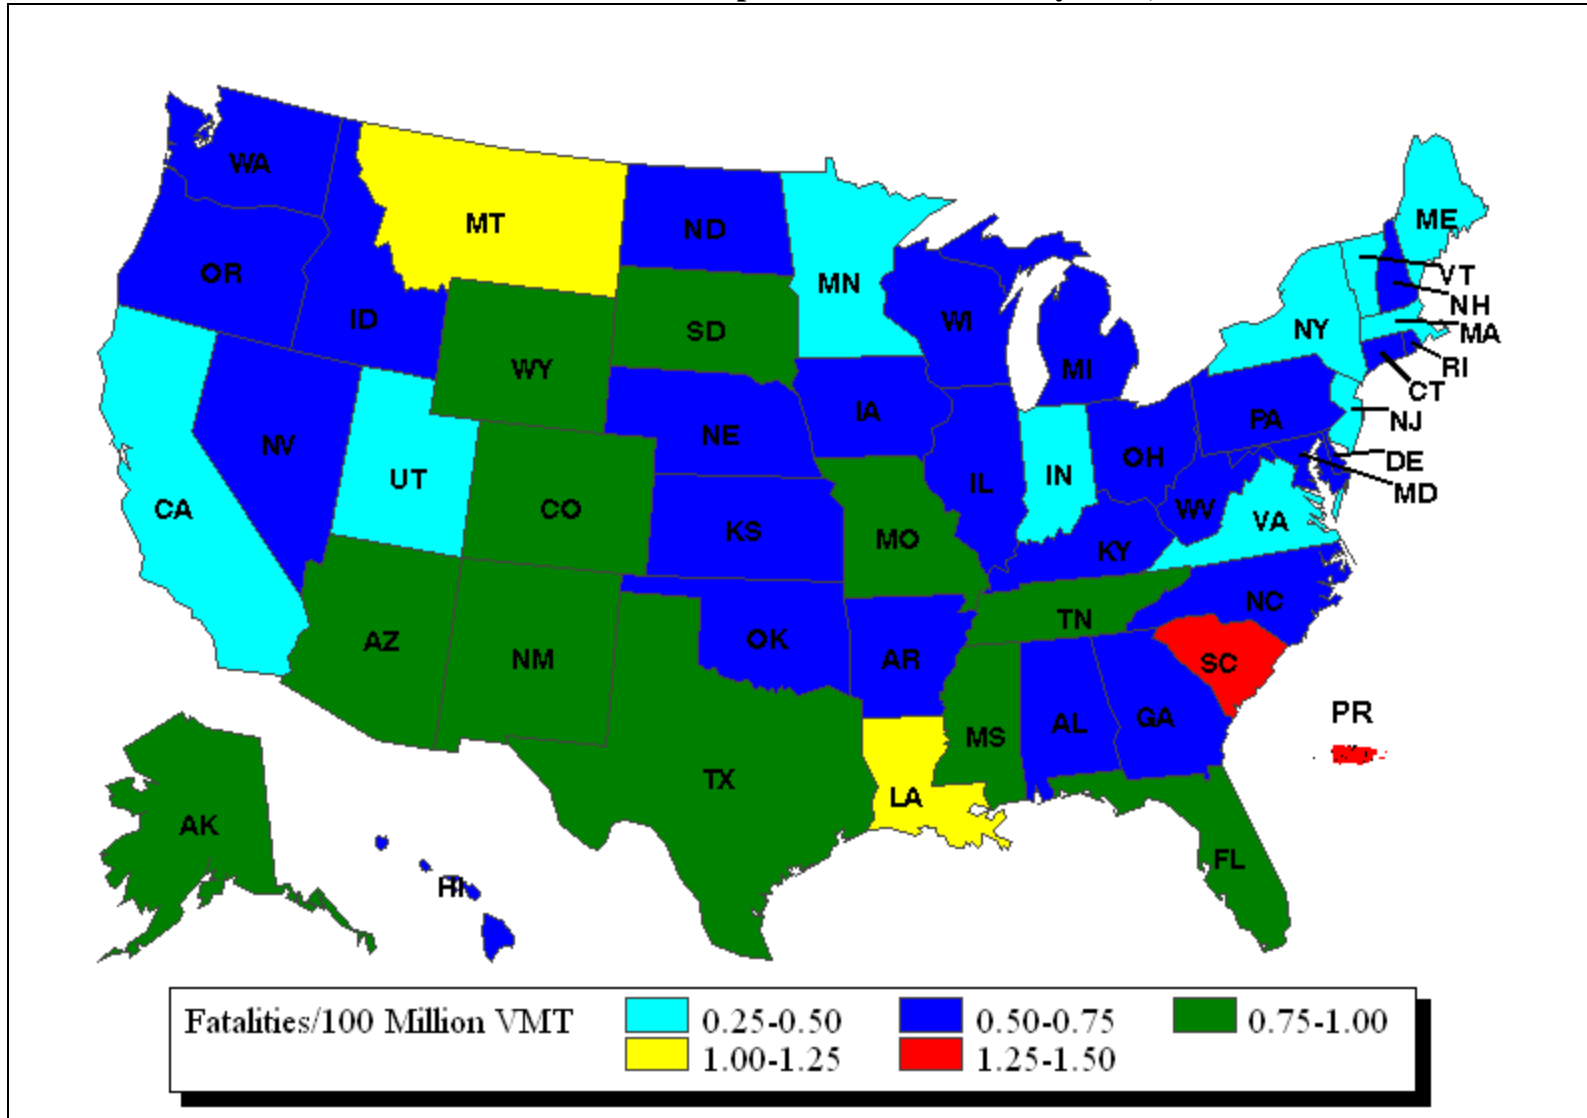 WA
MT
ND
ME
OR
MN
VT
ID
SD
WI
NY
NH
MA
WY
MI
RI
CT
IA
NJ
NV
NE
PA
UT
IN
OH
DE
CA
CO
IL
MD
KS
MO
WV
VA
KY
AZ
NM
OK
AR
TN
NC
SC
PR
TX
MS
AL
GA
LA
AK
FL
HI
Fatalities/100 Million VMT 0.25-0.50 0.50-0.75 0.75-1.00
1.00-1.25 1.25-1.50